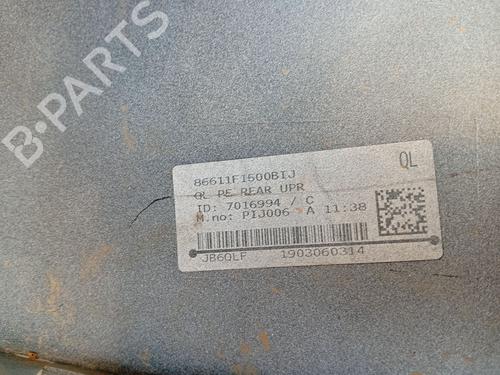 B-PARTS
86611F1500BIJ
QL
QL PE REAR UPR
ID: 7016994 / C
M.no: PIJ006 - A 11:38
JB6QLF 1903060314